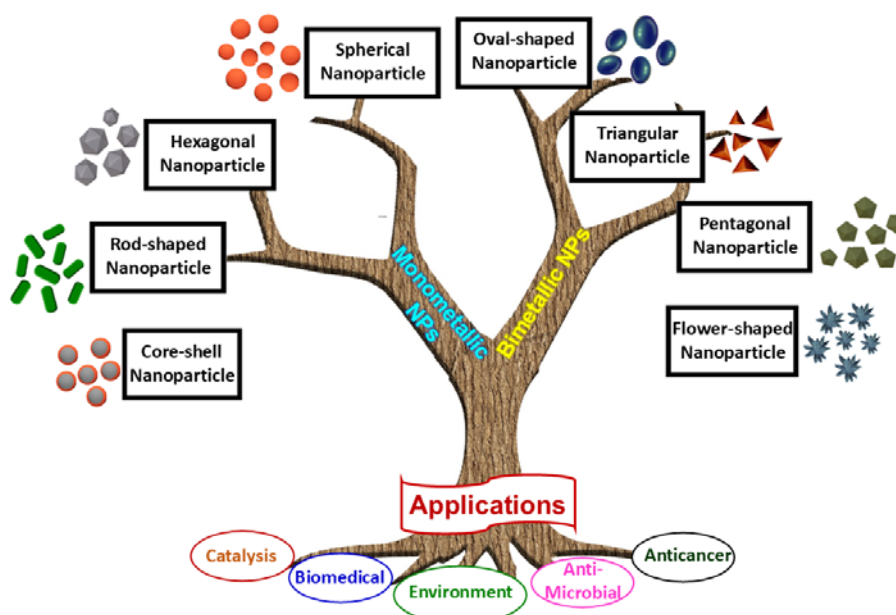 Spherical
Nanoparticle
Oval-shaped
Nanoparticle
Hexagonal
Nanoparticle
Triangular
Nanoparticle
Rod-shaped
Nanoparticle
Pentagonal
Nanoparticle
Core-shell
Nanoparticle
Flower-shaped
Nanoparticle
Monometallic
NPs
Bimetallic NPs
Applications
Catalysis
Biomedical
Environment
Anti-
Microbial
Anticancer